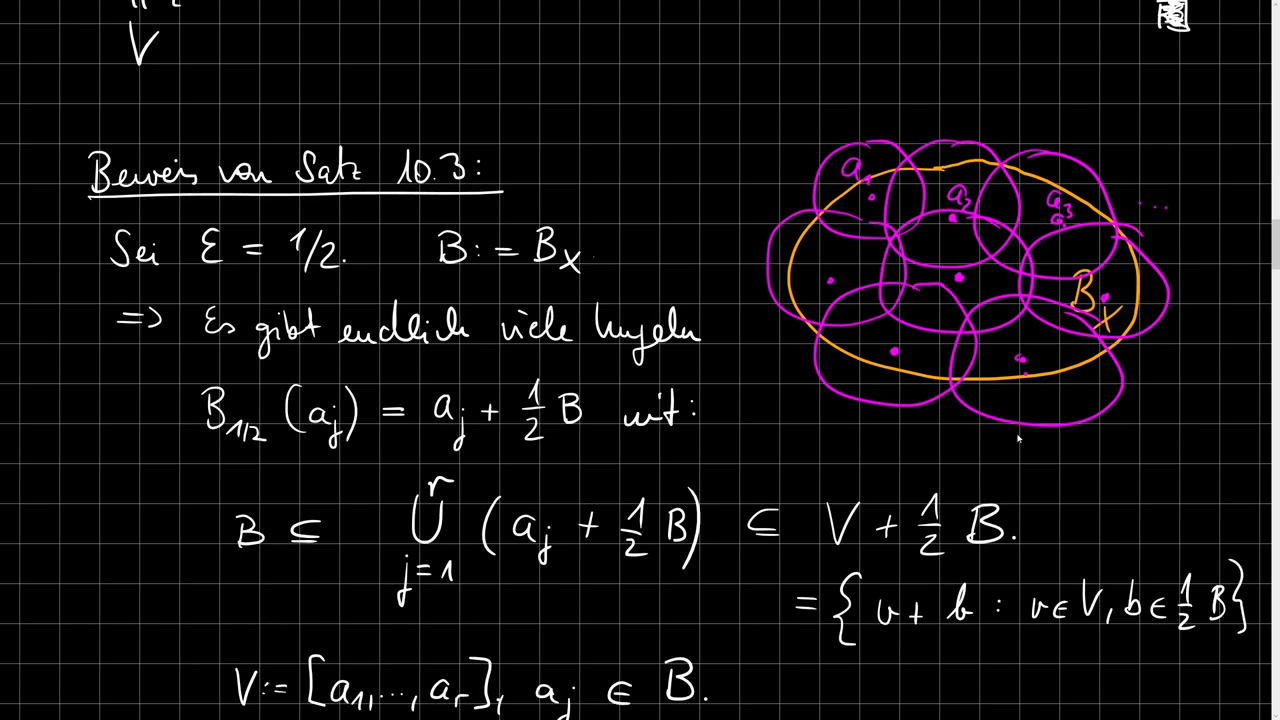 V
Beweis von Satz 10.3:
Sei ε = 1/2. B := B_X
=> Es gibt endlich viele Kugeln
B_{1/2} (a_j) = a_j + 1/2 B mit:
B ⊆ ⋃_{j=1}^{r} (a_j + 1/2 B) ⊆ V + 1/2 B.
= { v + b : v ∈ V, b ∈ 1/2 B}
V := [a_1, ..., a_r], a_j ∈ B.
a_1
a_2
a_3
...
B_X